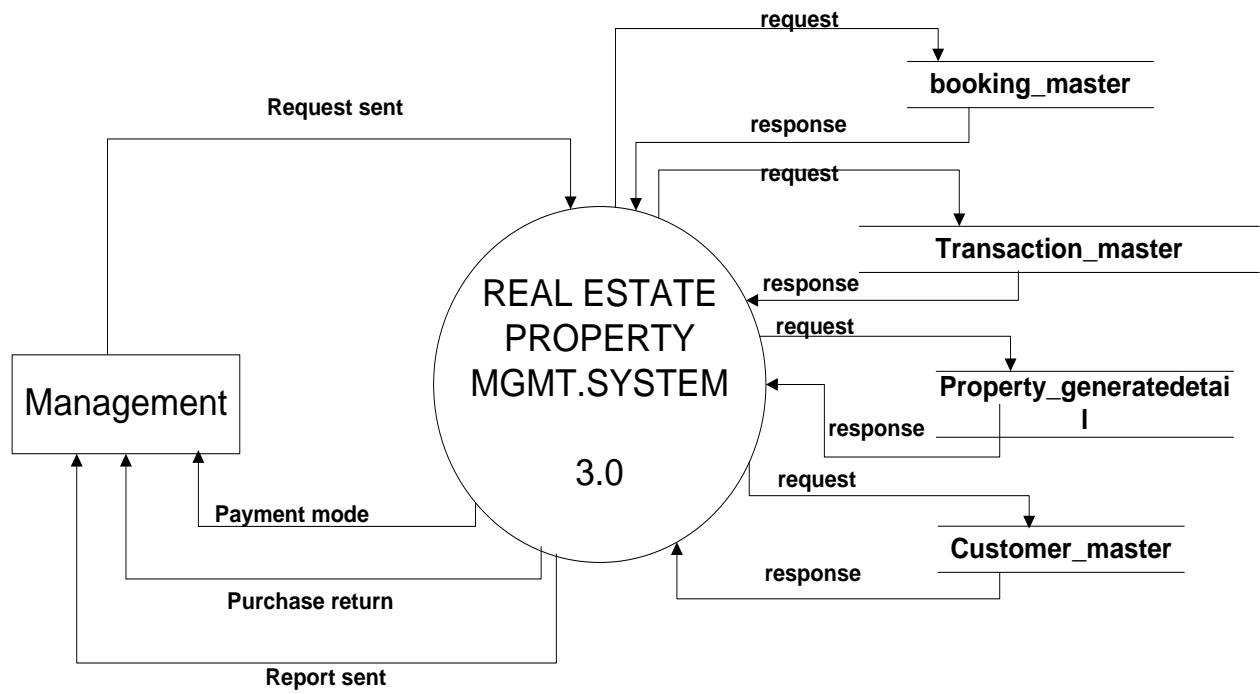 request
booking_master
Request sent
response
request
Transaction_master
REAL ESTATE
PROPERTY
MGMT.SYSTEM
3.0
response
request
Management
Property_generatedetai
l
response
request
Payment mode
Customer_master
response
Purchase return
Report sent